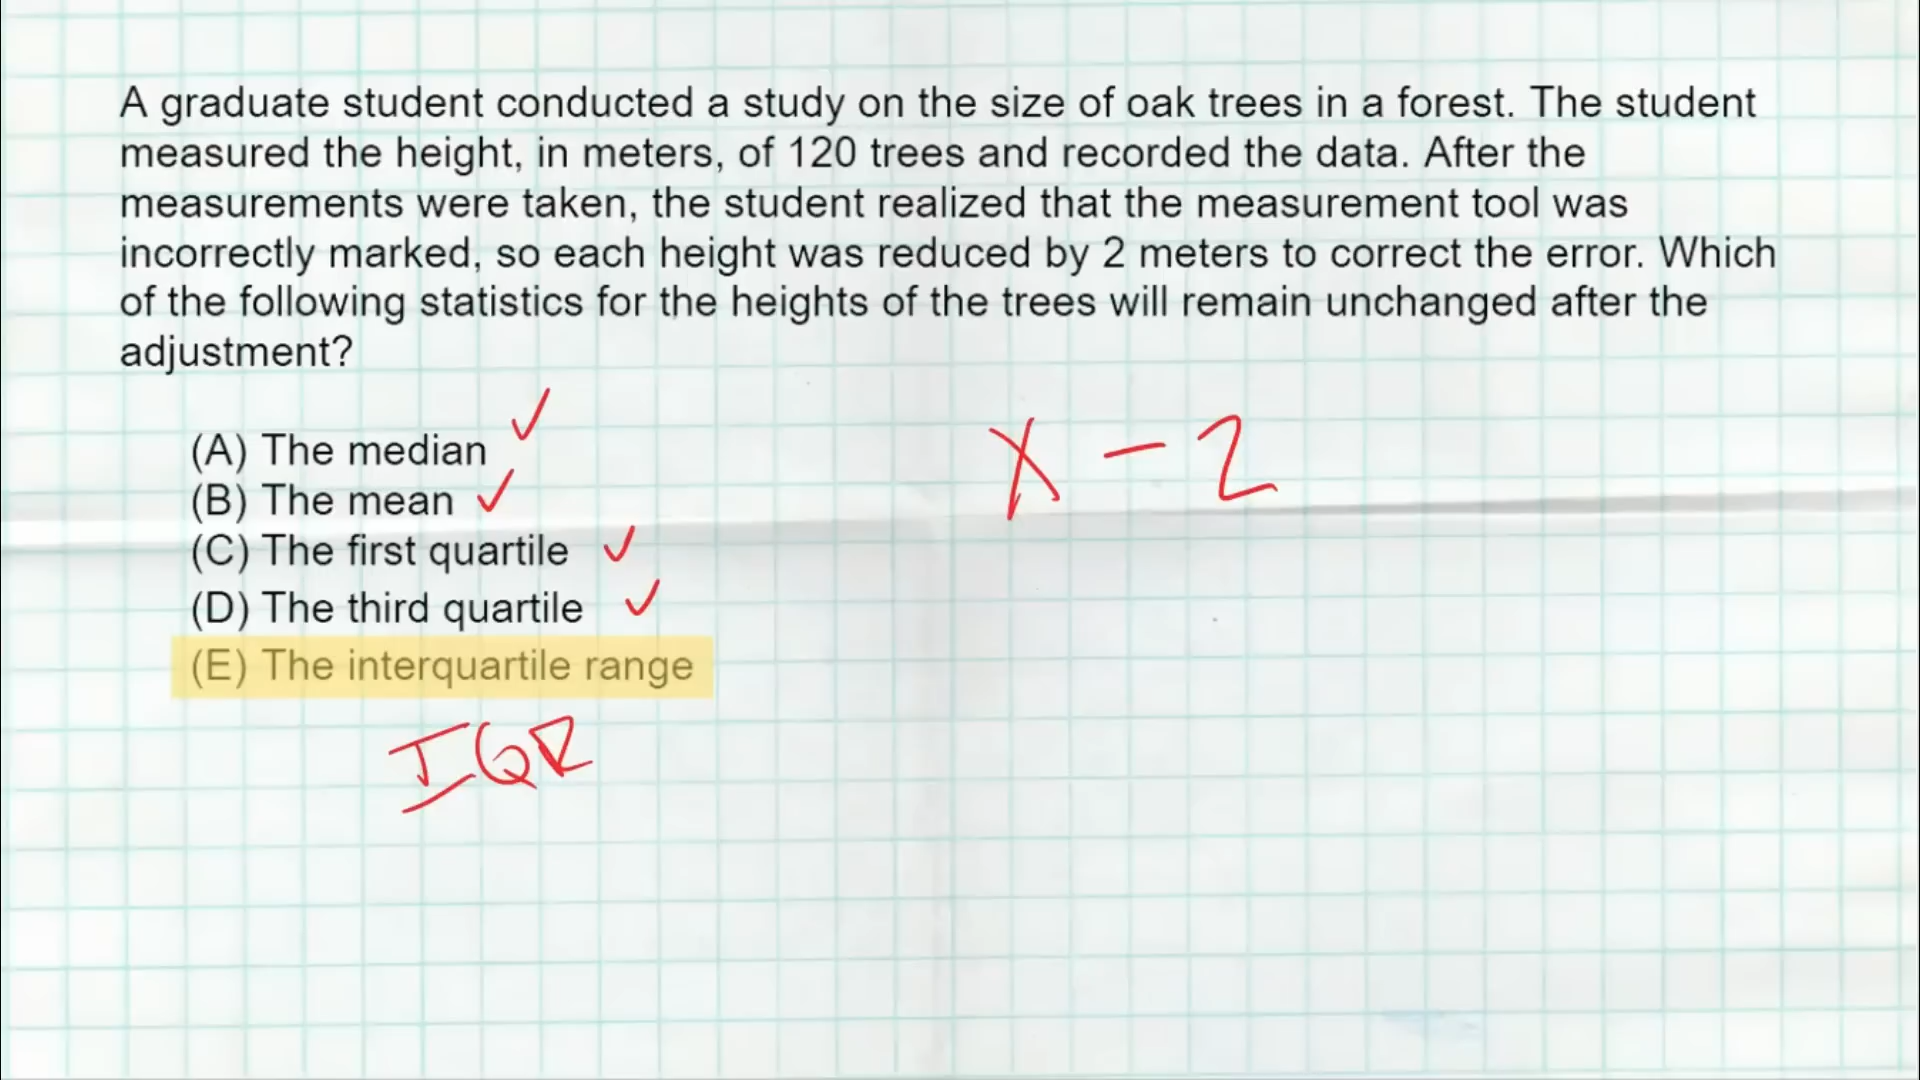 A graduate student conducted a study on the size of oak trees in a forest. The student
measured the height, in meters, of 120 trees and recorded the data. After the
measurements were taken, the student realized that the measurement tool was
incorrectly marked, so each height was reduced by 2 meters to correct the error. Which
of the following statistics for the heights of the trees will remain unchanged after the
adjustment?
(A) The median
(B) The mean
(C) The first quartile
(D) The third quartile
(E) The interquartile range
X - 2
IQR